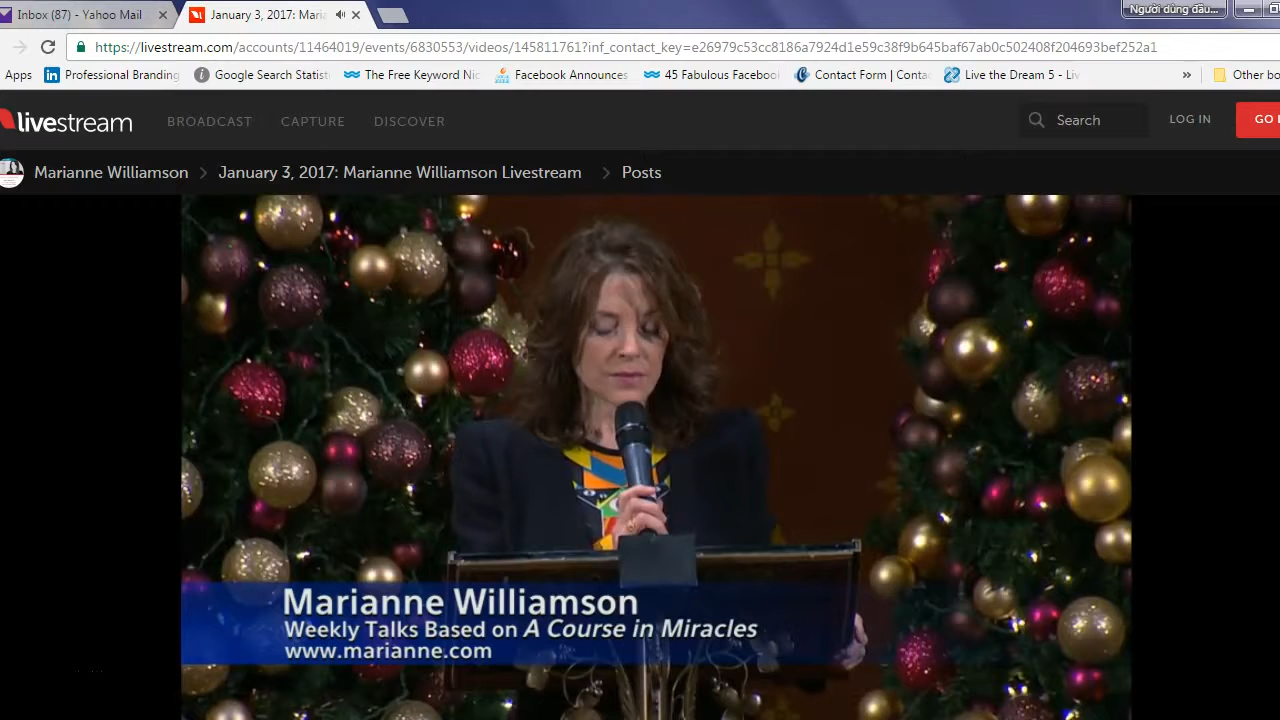 Inbox (87) - Yahoo Mail
January 3, 2017: Maria
Người dùng đầu...
https://livestream.com/accounts/11464019/events/6830553/videos/145811761?inf_contact_key=e26979c53cc8186a7924d1e59c38f9b645baf67ab0c502408f204693bef252a1
Apps Professional Branding Google Search Statist The Free Keyword Nic Facebook Announces 45 Fabulous Faceboo Contact Form | Conta Live the Dream 5 - Liv » Other bo
livestream BROADCAST CAPTURE DISCOVER Search LOG IN GO
Marianne Williamson January 3, 2017: Marianne Williamson Livestream Posts
Marianne Williamson
Weekly Talks Based on A Course in Miracles
www.marianne.com